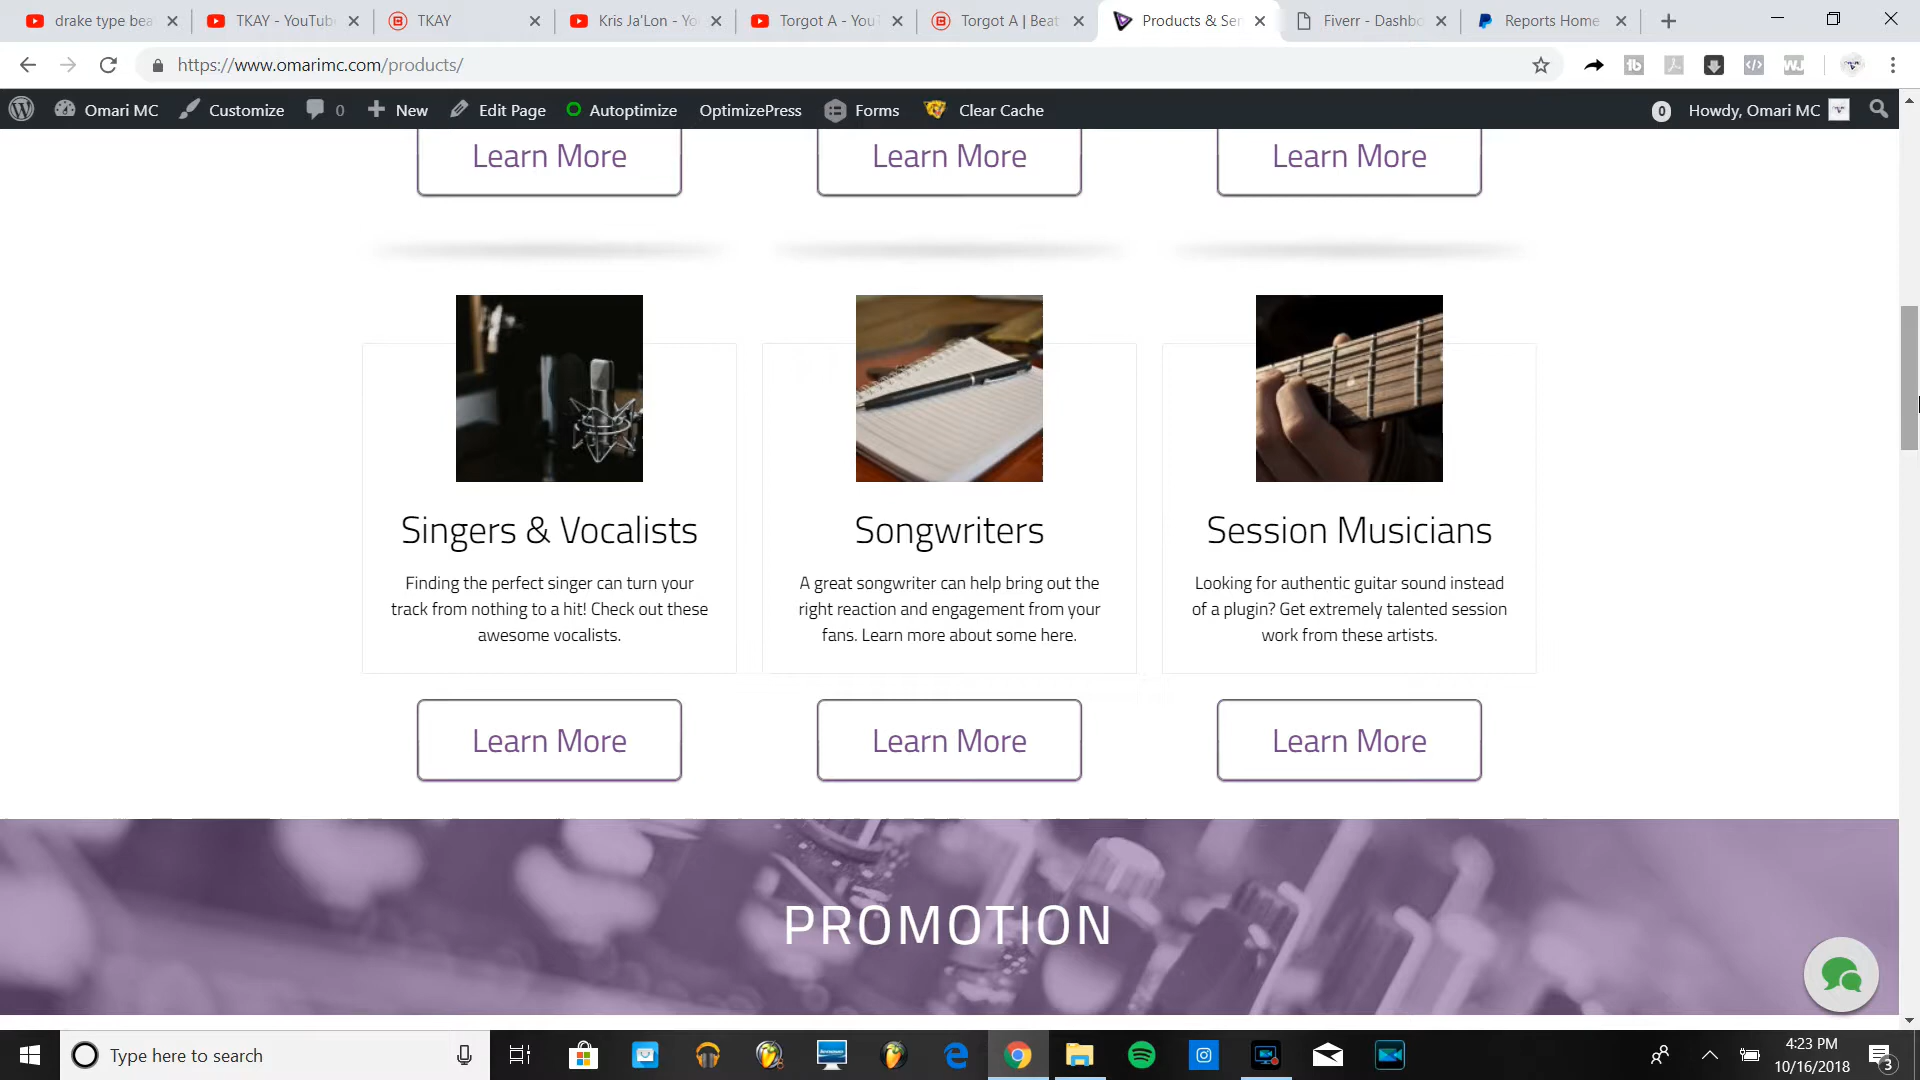 drake type bea
TKAY - YouTub
TKAY
Kris Ja'Lon - Yo
Torgot A - You
Torgot A | Beat
Products & Ser
Fiverr - Dashbo
Reports Home
https://www.omarimc.com/products/
Omari MC
Customize
0
New
Edit Page
Autoptimize
OptimizePress
Forms
Clear Cache
0
Howdy, Omari MC
Learn More
Learn More
Learn More
Singers & Vocalists
Finding the perfect singer can turn your
track from nothing to a hit! Check out these
awesome vocalists.
Learn More
Songwriters
A great songwriter can help bring out the
right reaction and engagement from your
fans. Learn more about some here.
Learn More
Session Musicians
Looking for authentic guitar sound instead
of a plugin? Get extremely talented session
work from these artists.
Learn More
PROMOTION
Type here to search
4:23 PM
10/16/2018
3